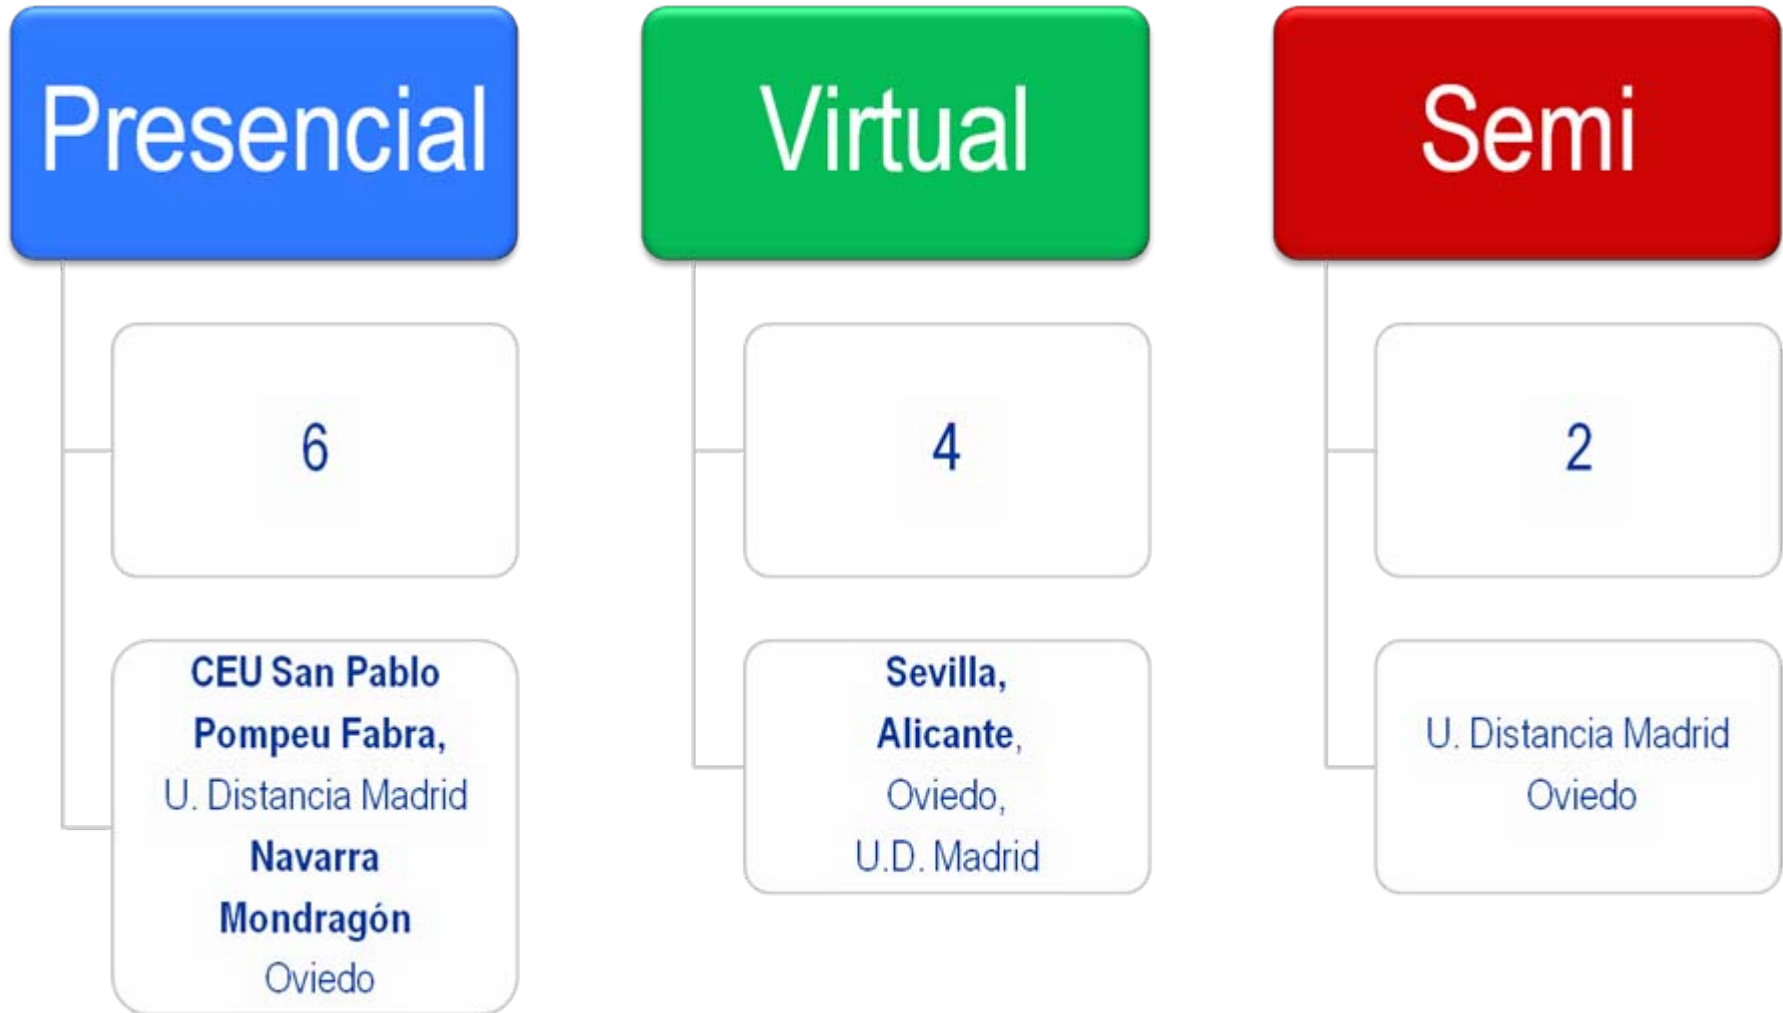 Presencial
6
CEU San Pablo
Pompeu Fabra,
U. Distancia Madrid
Navarra
Mondragón
Oviedo
Virtual
4
Sevilla,
Alicante,
Oviedo,
U.D. Madrid
Semi
2
U. Distancia Madrid
Oviedo